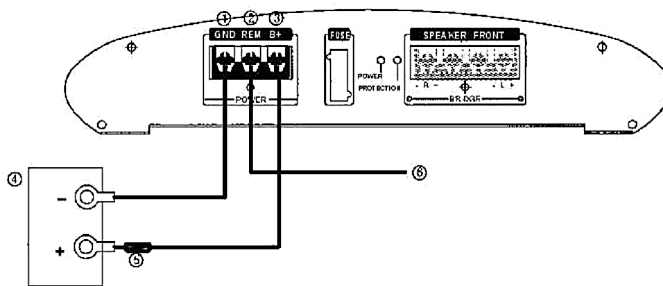 ① ② ③
GND REM B+
FUSE
SPEAKER FRONT
POWER
PROTECTION
- R -
- L +
POWER
BRIDGE
④
-
⑥
+
⑤